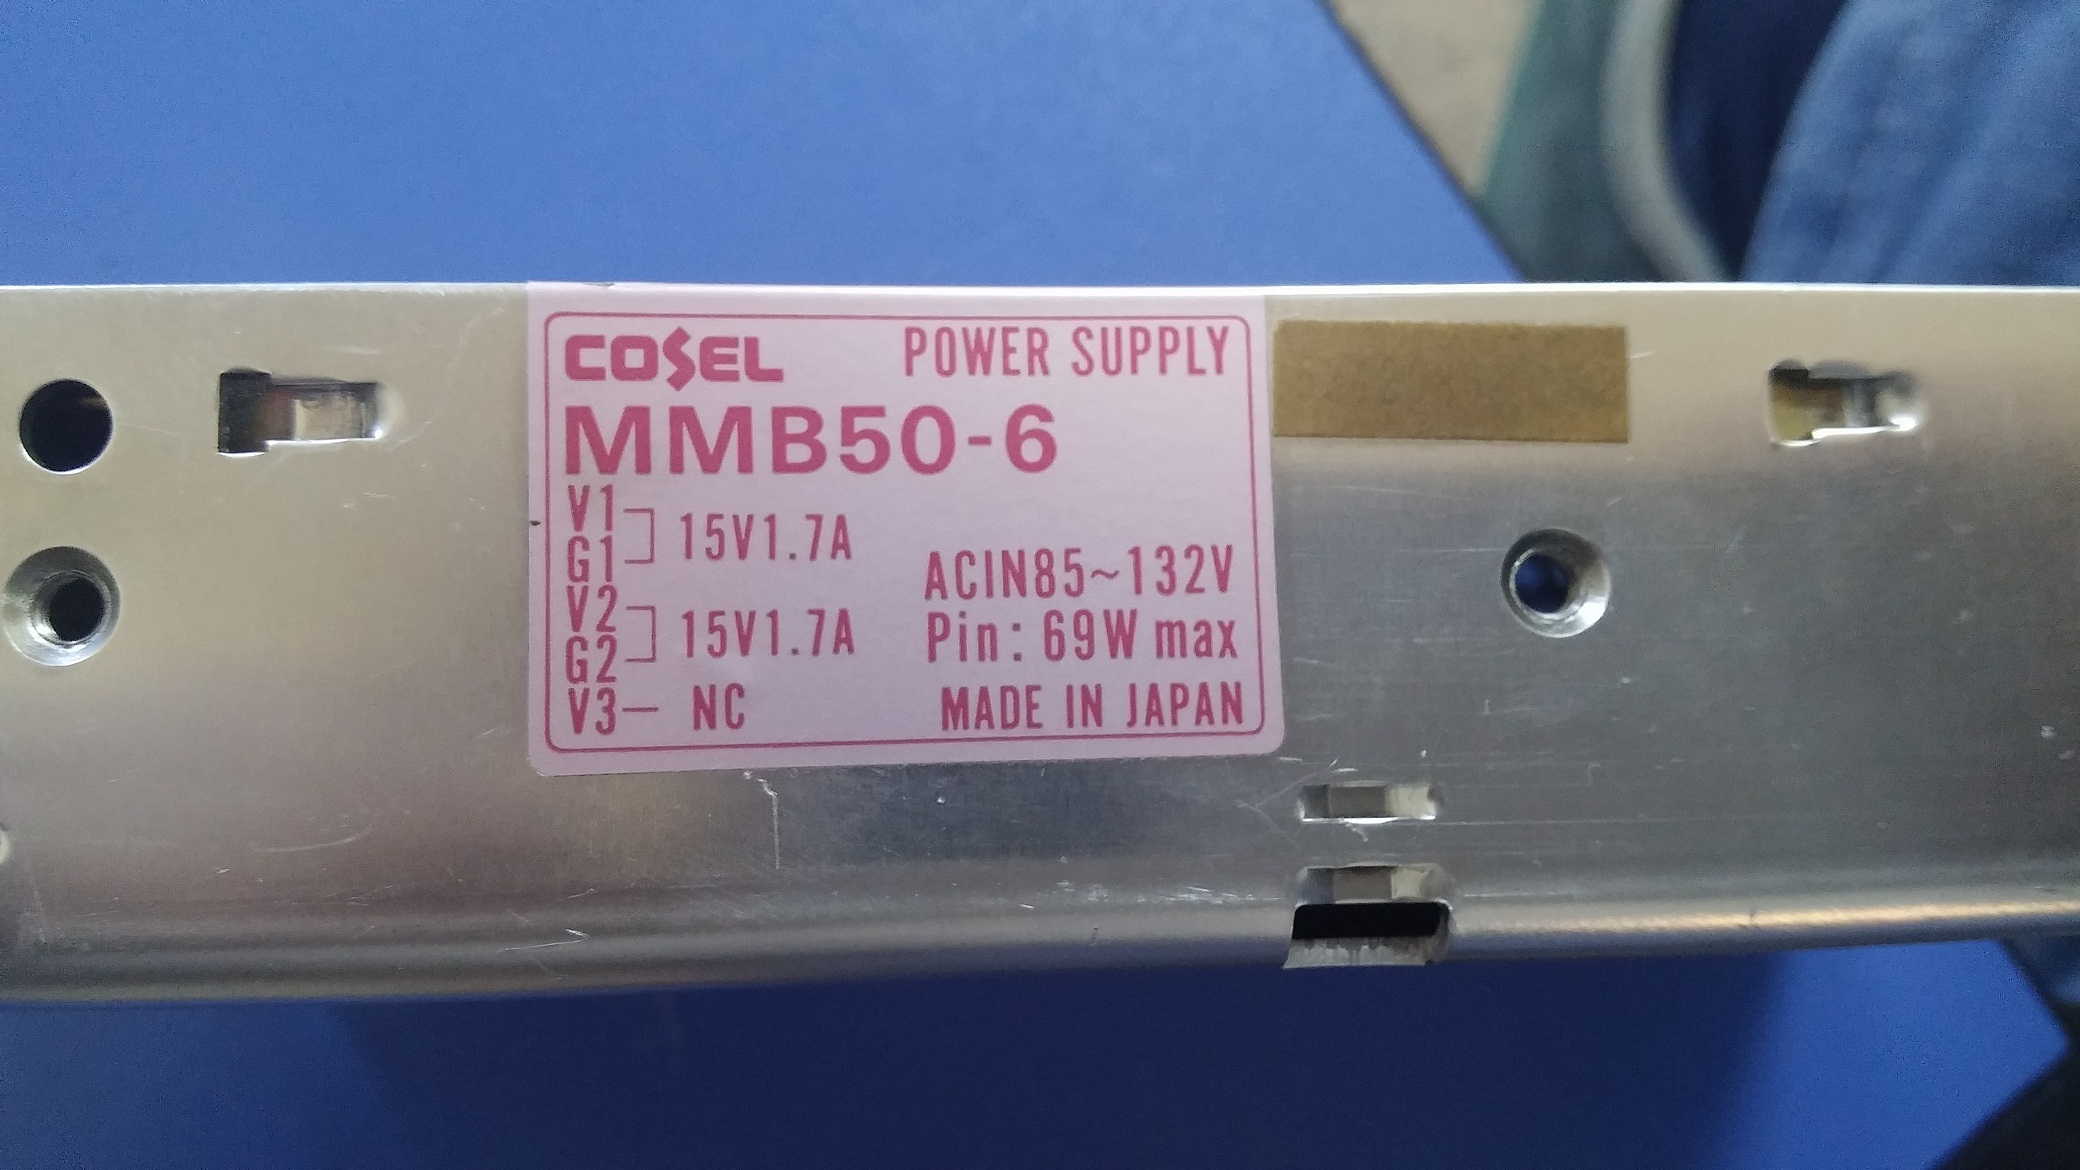 COSEL POWER SUPPLY
MMB50-6
V1
G1 15V1.7A
V2
G2 15V1.7A
V3— NC
ACIN85~132V
Pin: 69W max
MADE IN JAPAN